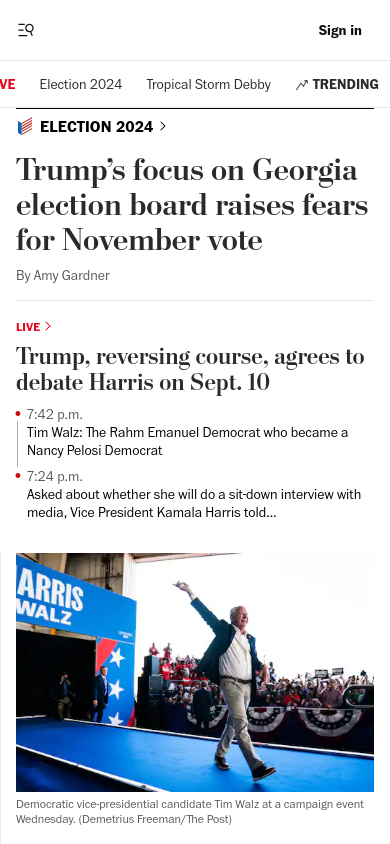 Sign in
VE
Election 2024
Tropical Storm Debby
TRENDING
ELECTION 2024
Trump’s focus on Georgia
election board raises fears
for November vote
By Amy Gardner
LIVE
Trump, reversing course, agrees to
debate Harris on Sept. 10
7:42 p.m.
Tim Walz: The Rahm Emanuel Democrat who became a
Nancy Pelosi Democrat
7:24 p.m.
Asked about whether she will do a sit-down interview with
media, Vice President Kamala Harris told...
ARRIS
WALZ
Democratic vice-presidential candidate Tim Walz at a campaign event
Wednesday. (Demetrius Freeman/The Post)